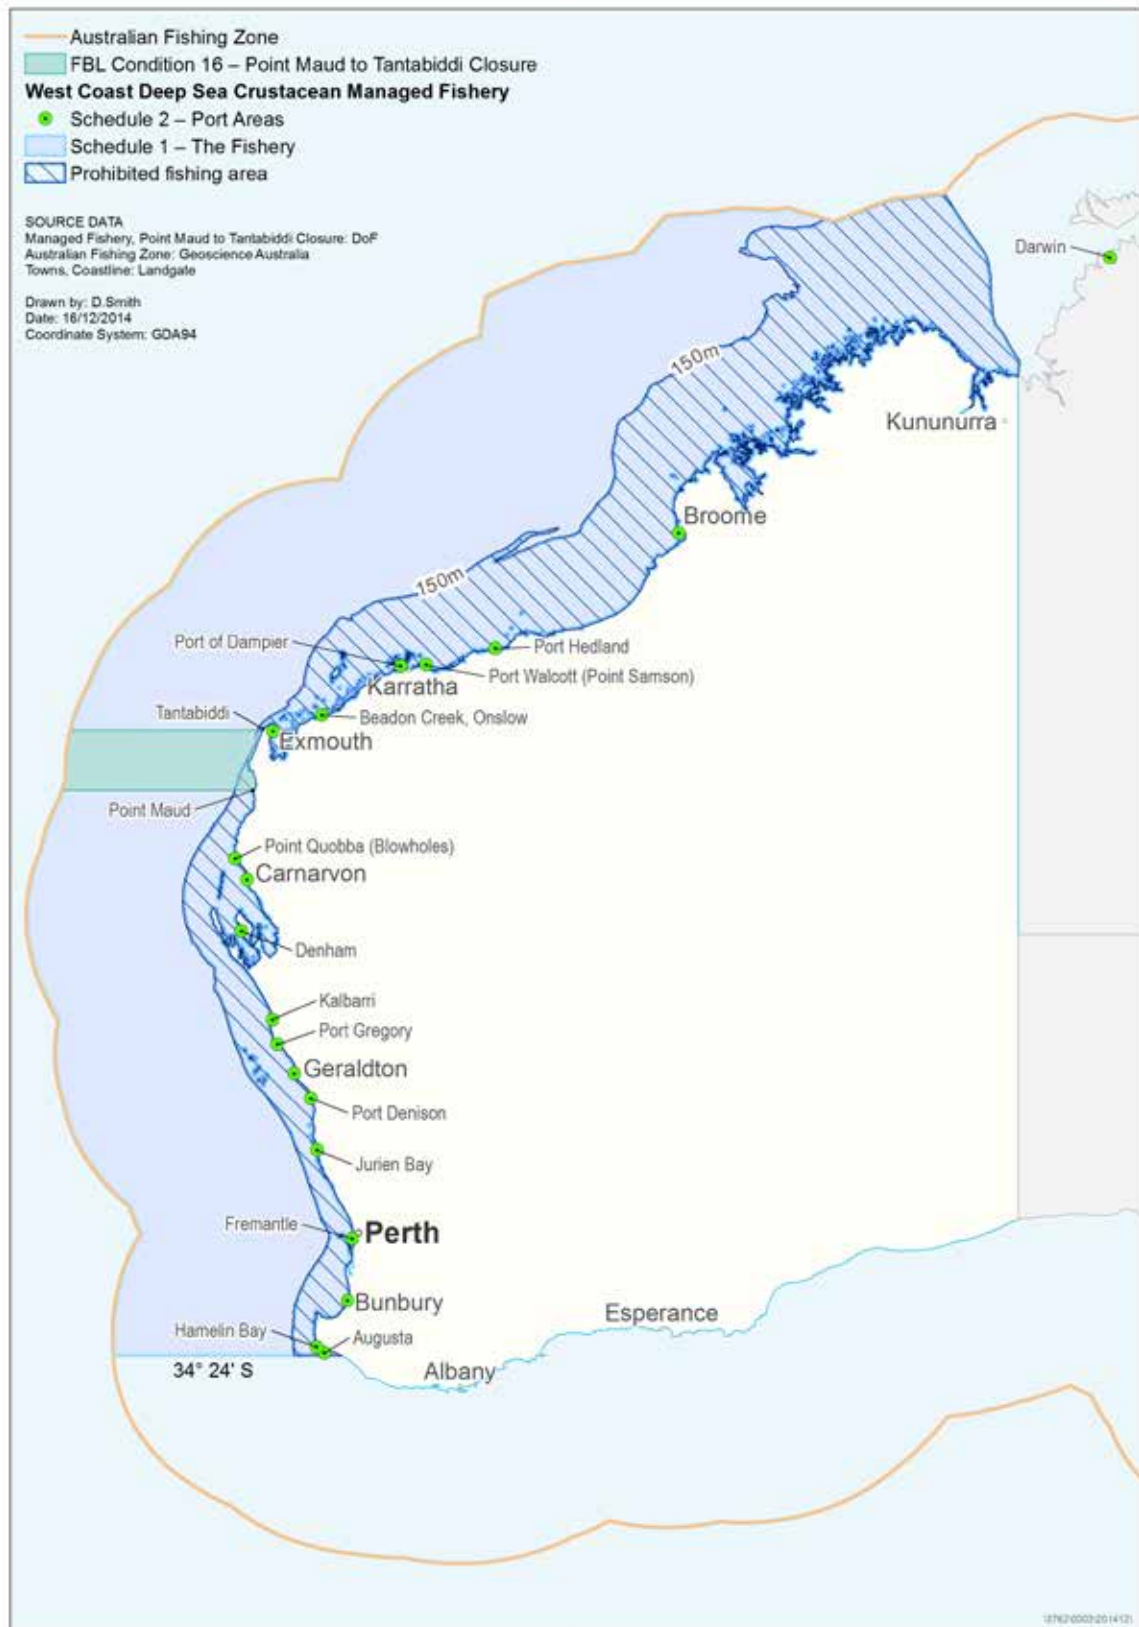 Australian Fishing Zone
FBL Condition 16 – Point Maud to Tantabiddi Closure
West Coast Deep Sea Crustacean Managed Fishery
Schedule 2 – Port Areas
Schedule 1 – The Fishery
Prohibited fishing area
SOURCE DATA
Managed Fishery, Point Maud to Tantabiddi Closure: DoF
Australian Fishing Zone: Geoscience Australia
Towns, Coastline: Landgate
Drawn by: D.Smith
Date: 16/12/2014
Coordinate System: GDA94
Darwin
150m
Kununurra
Broome
150m
Port of Dampier
Port Hedland
Port Walcott (Point Samson)
Karratha
Tantabiddi
Beadon Creek, Onslow
Exmouth
Point Maud
Point Quobba (Blowholes)
Carnarvon
Denham
Kalbarri
Port Gregory
Geraldton
Port Denison
Jurien Bay
Fremantle
Perth
Bunbury
Esperance
Hamelin Bay
Augusta
34° 24' S
Albany